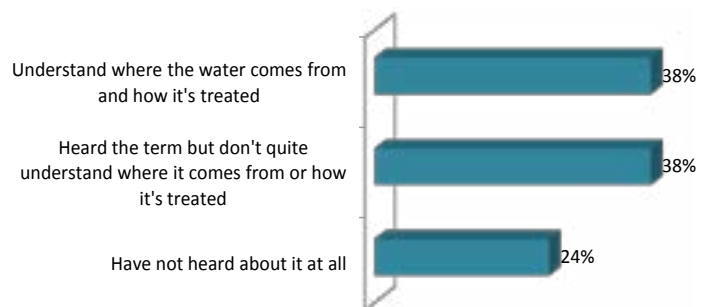 Understand where the water comes from
and how it's treated
38%
Heard the term but don't quite
understand where it comes from or how
it's treated
38%
Have not heard about it at all
24%